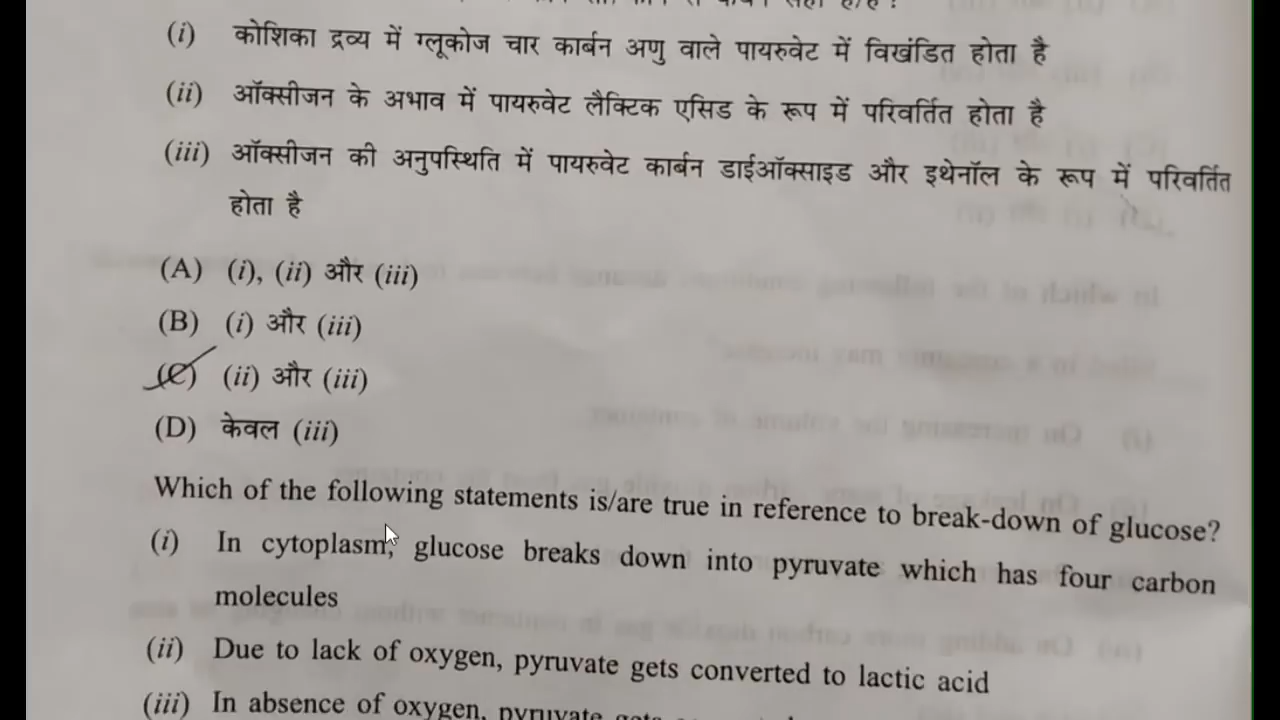 (i) कोशिका द्रव्य में ग्लूकोज चार कार्बन अणु वाले पायरुवेट में विखंडित होता है
(ii) ऑक्सीजन के अभाव में पायरुवेट लैक्टिक एसिड के रूप में परिवर्तित होता है
(iii) ऑक्सीजन की अनुपस्थिति में पायरुवेट कार्बन डाईऑक्साइड और इथेनॉल के रूप में परिवर्तित
होता है
(A) (i), (ii) और (iii)
(B) (i) और (iii)
(C) (ii) और (iii)
(D) केवल (iii)
Which of the following statements is/are true in reference to break-down of glucose?
(i) In cytoplasm, glucose breaks down into pyruvate which has four carbon
molecules
(ii) Due to lack of oxygen, pyruvate gets converted to lactic acid
(iii) In absence of oxygen, pyruvate gets